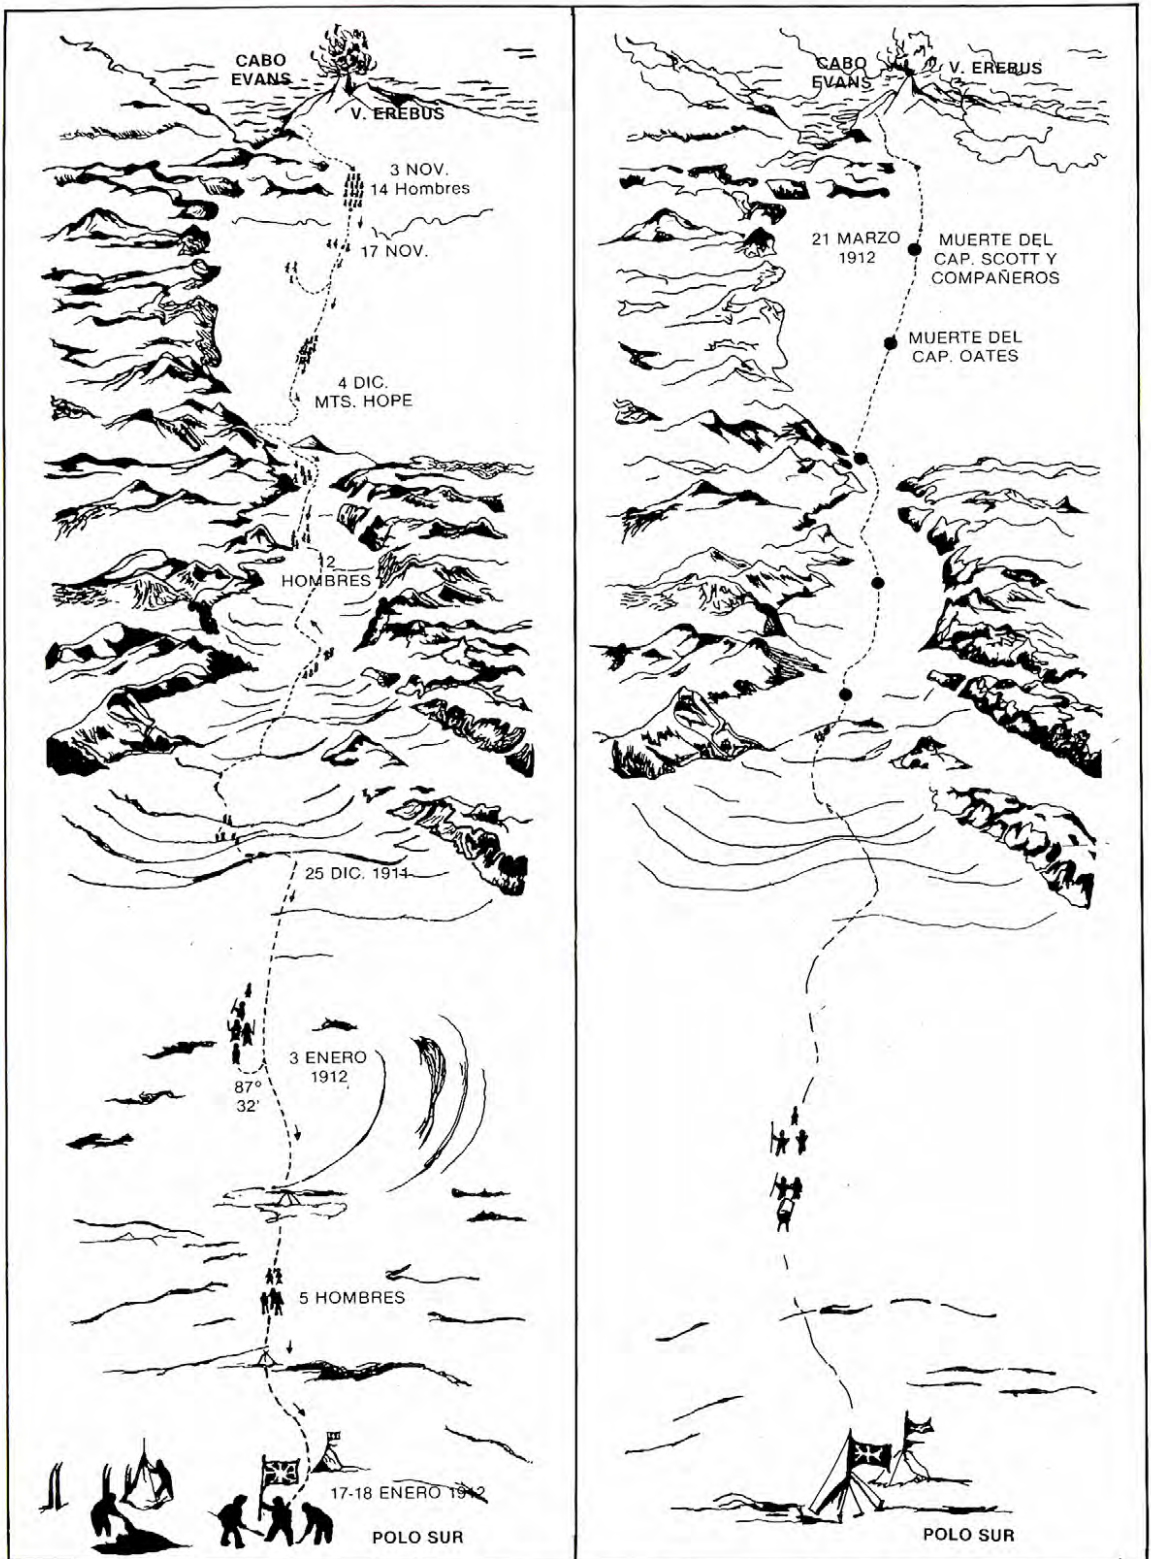 CABO
EVANS
V. EREBUS
3 NOV.
14 Hombres
17 NOV.
4 DIC.
MTS. HOPE
12
HOMBRES
25 DIC. 1911
3 ENERO
1912
87º
32'
5 HOMBRES
17-18 ENERO 1912
POLO SUR
CABO
EVANS
V. EREBUS
21 MARZO
1912
MUERTE DEL
CAP. SCOTT Y
COMPAÑEROS
MUERTE DEL
CAP. OATES
POLO SUR